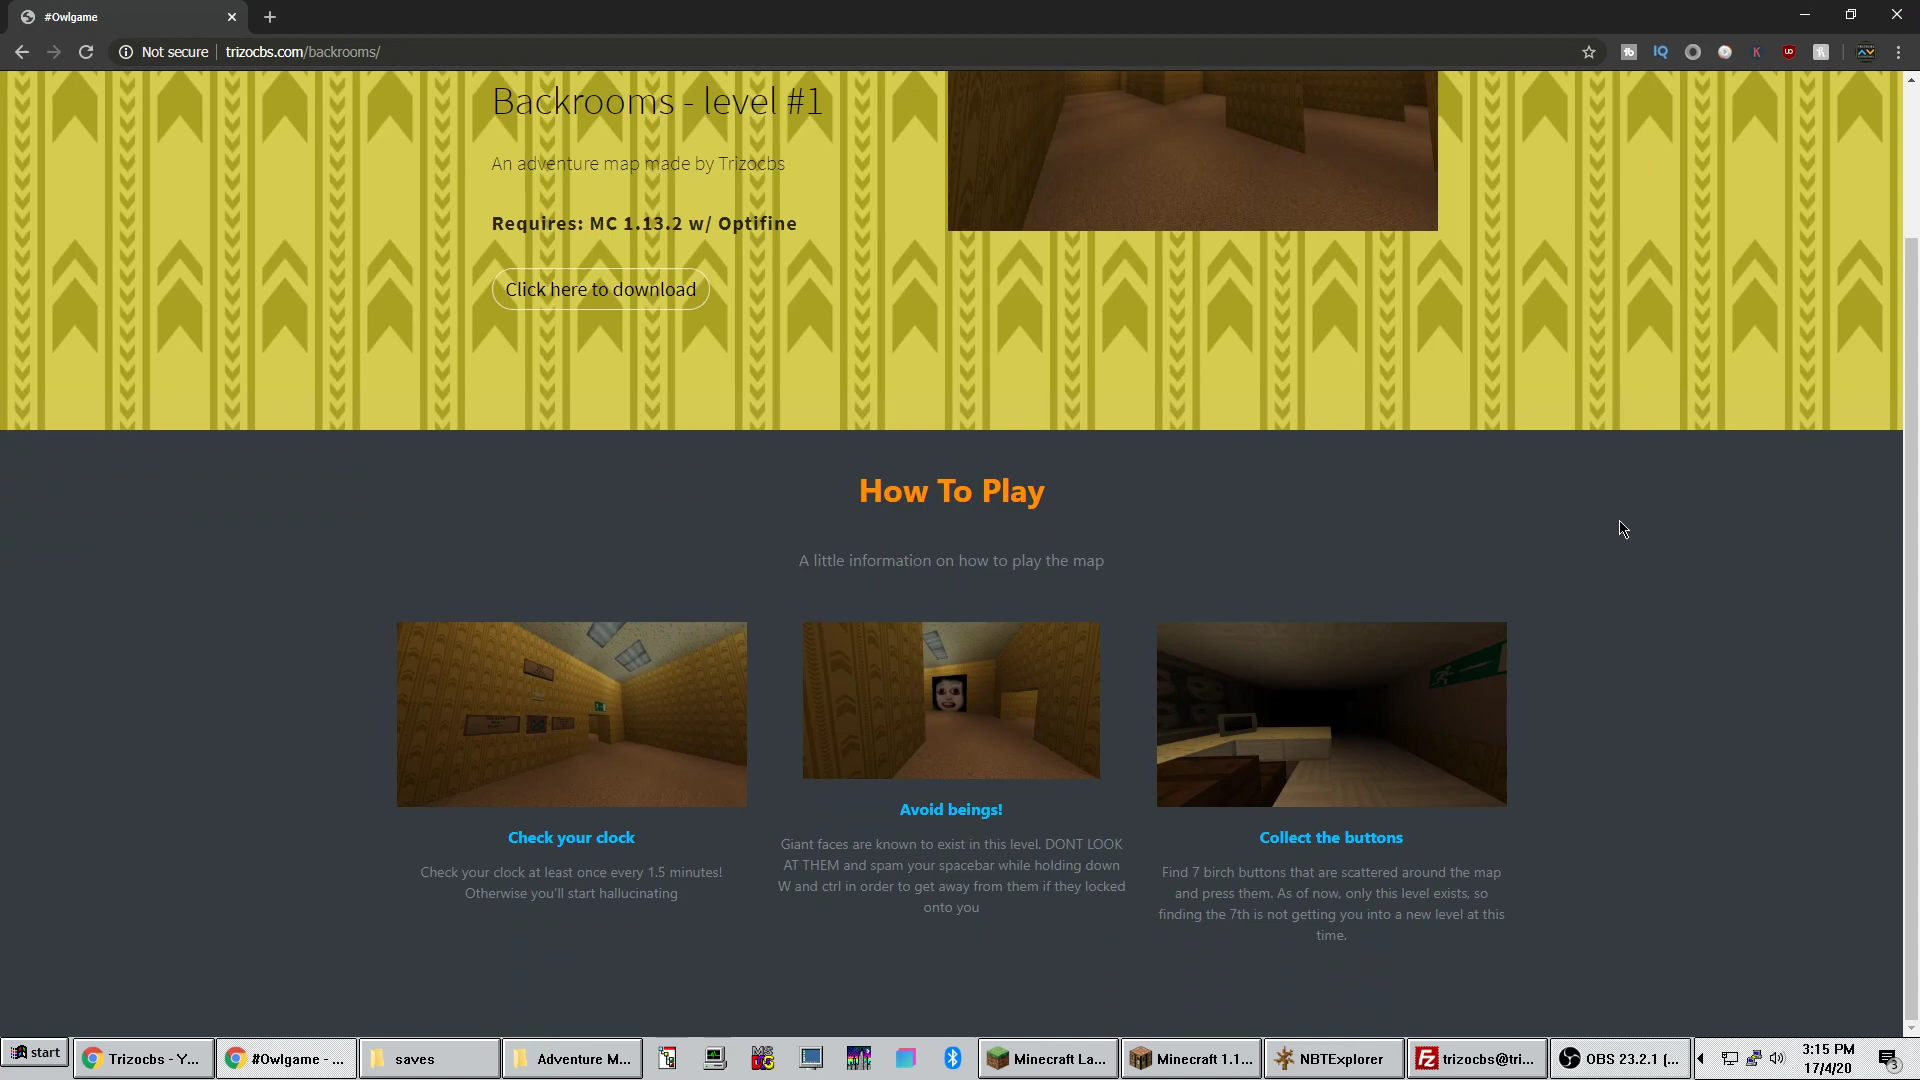 #Owlgame
Not secure
trizocbs.com/backrooms/
Backrooms - level #1
An adventure map made by Trizocbs
Requires: MC 1.13.2 w/ Optifine
Click here to download
How To Play
A little information on how to play the map
Check your clock
Check your clock at least once every 1.5 minutes!
Otherwise you'll start hallucinating
Avoid beings!
Giant faces are known to exist in this level. DONT LOOK
AT THEM and spam your spacebar while holding down
W and ctrl in order to get away from them if they locked
onto you
Collect the buttons
Find 7 birch buttons that are scattered around the map
and press them. As of now, only this level exists, so
finding the 7th is not getting you into a new level at this
time.
start
Trizocbs - Y...
#Owlgame - ...
saves
Adventure M...
Minecraft La...
Minecraft 1.1...
NBTExplorer
trizocbs@tri...
OBS 23.2.1 (...
3:15 PM
17/4/20
3